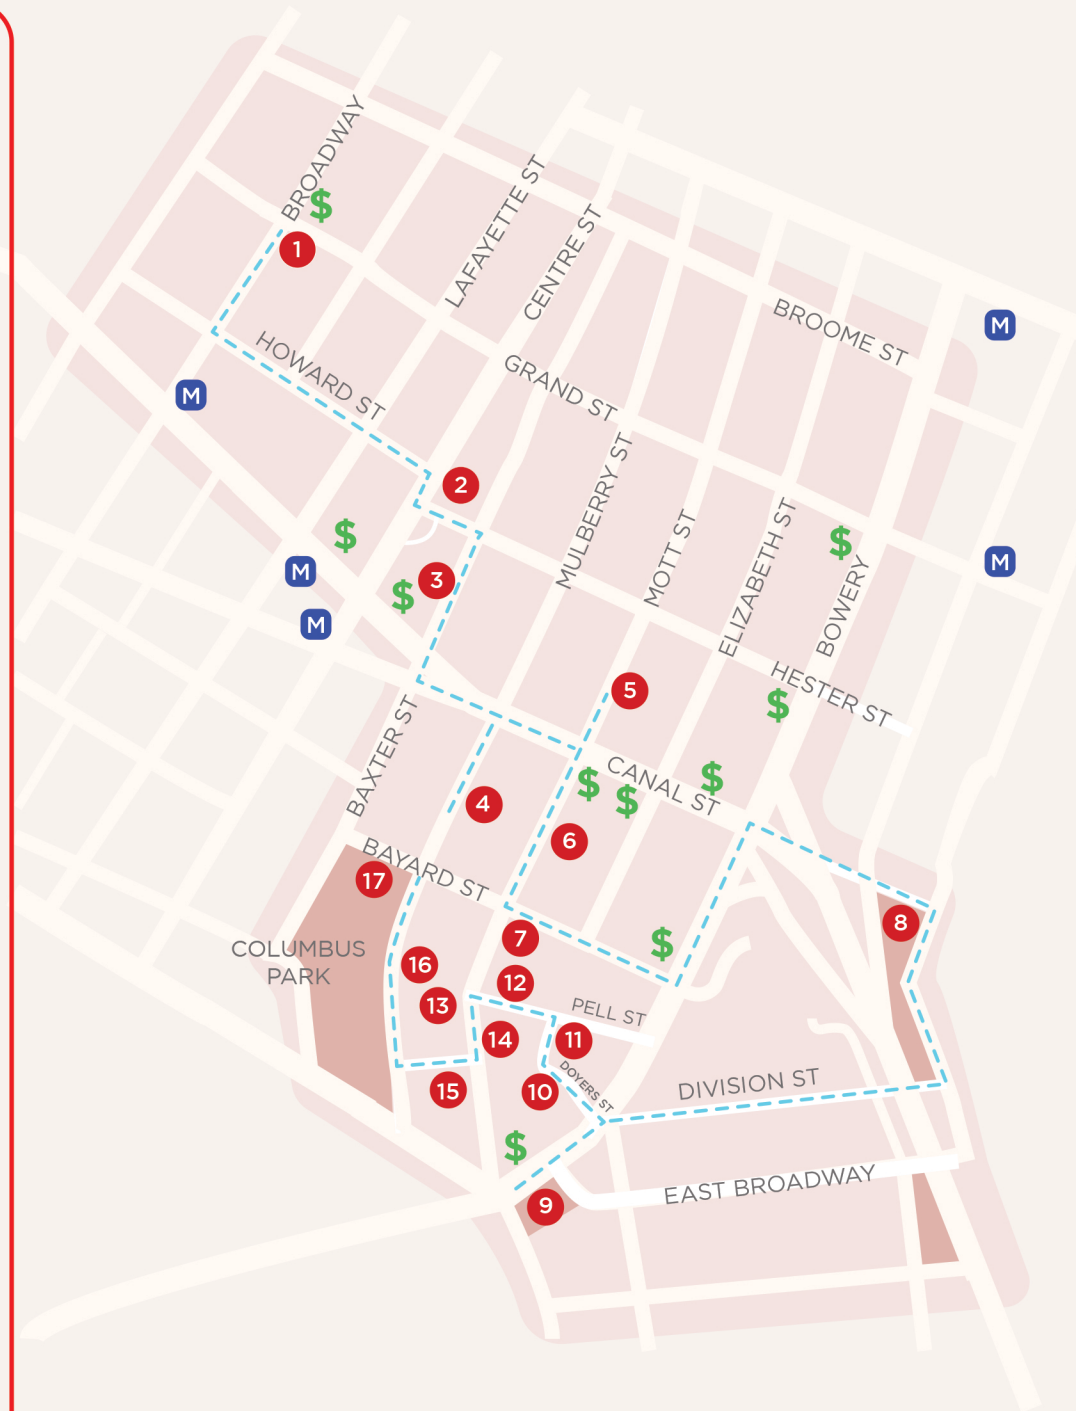 BROADWAY
$
1
LAFAYETTE ST
CENTRE ST
BROOME ST
M
HOWARD ST
M
GRAND ST
2
MULBERRY ST
MOTT ST
ELIZABETH ST
$
$
BOWERY
M
M
3
$
M
HESTER ST
5
$
BAXTER ST
CANAL ST
$
$
$
4
6
BAYARD ST
17
8
7
$
COLUMBUS
PARK
16
12
13
PELL ST
14
11
DOYERS ST
15
10
DIVISION ST
$
EAST BROADWAY
9